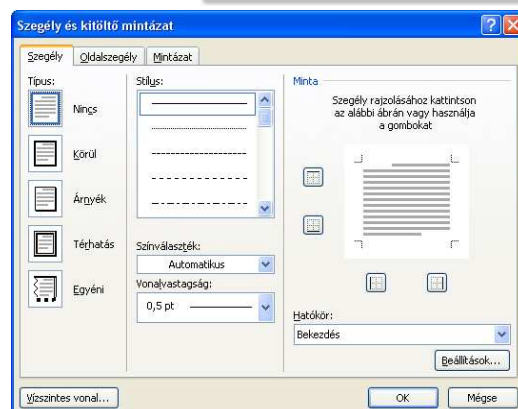 Szegély és kitöltő mintázat
Szegély
Oldalszegély
Mintázat
Típus:
Nincs
Körül
Árnyék
Térhatás
Egyéni
Stílus:
Színválaszték:
Automatikus
Vonalvastagság:
0,5 pt
Minta
Szegély rajzolásához kattintson
az alábbi ábrán vagy használja
a gombokat
Hatókör:
Bekezdés
Beállítások...
Vízszintes vonal...
OK
Mégse